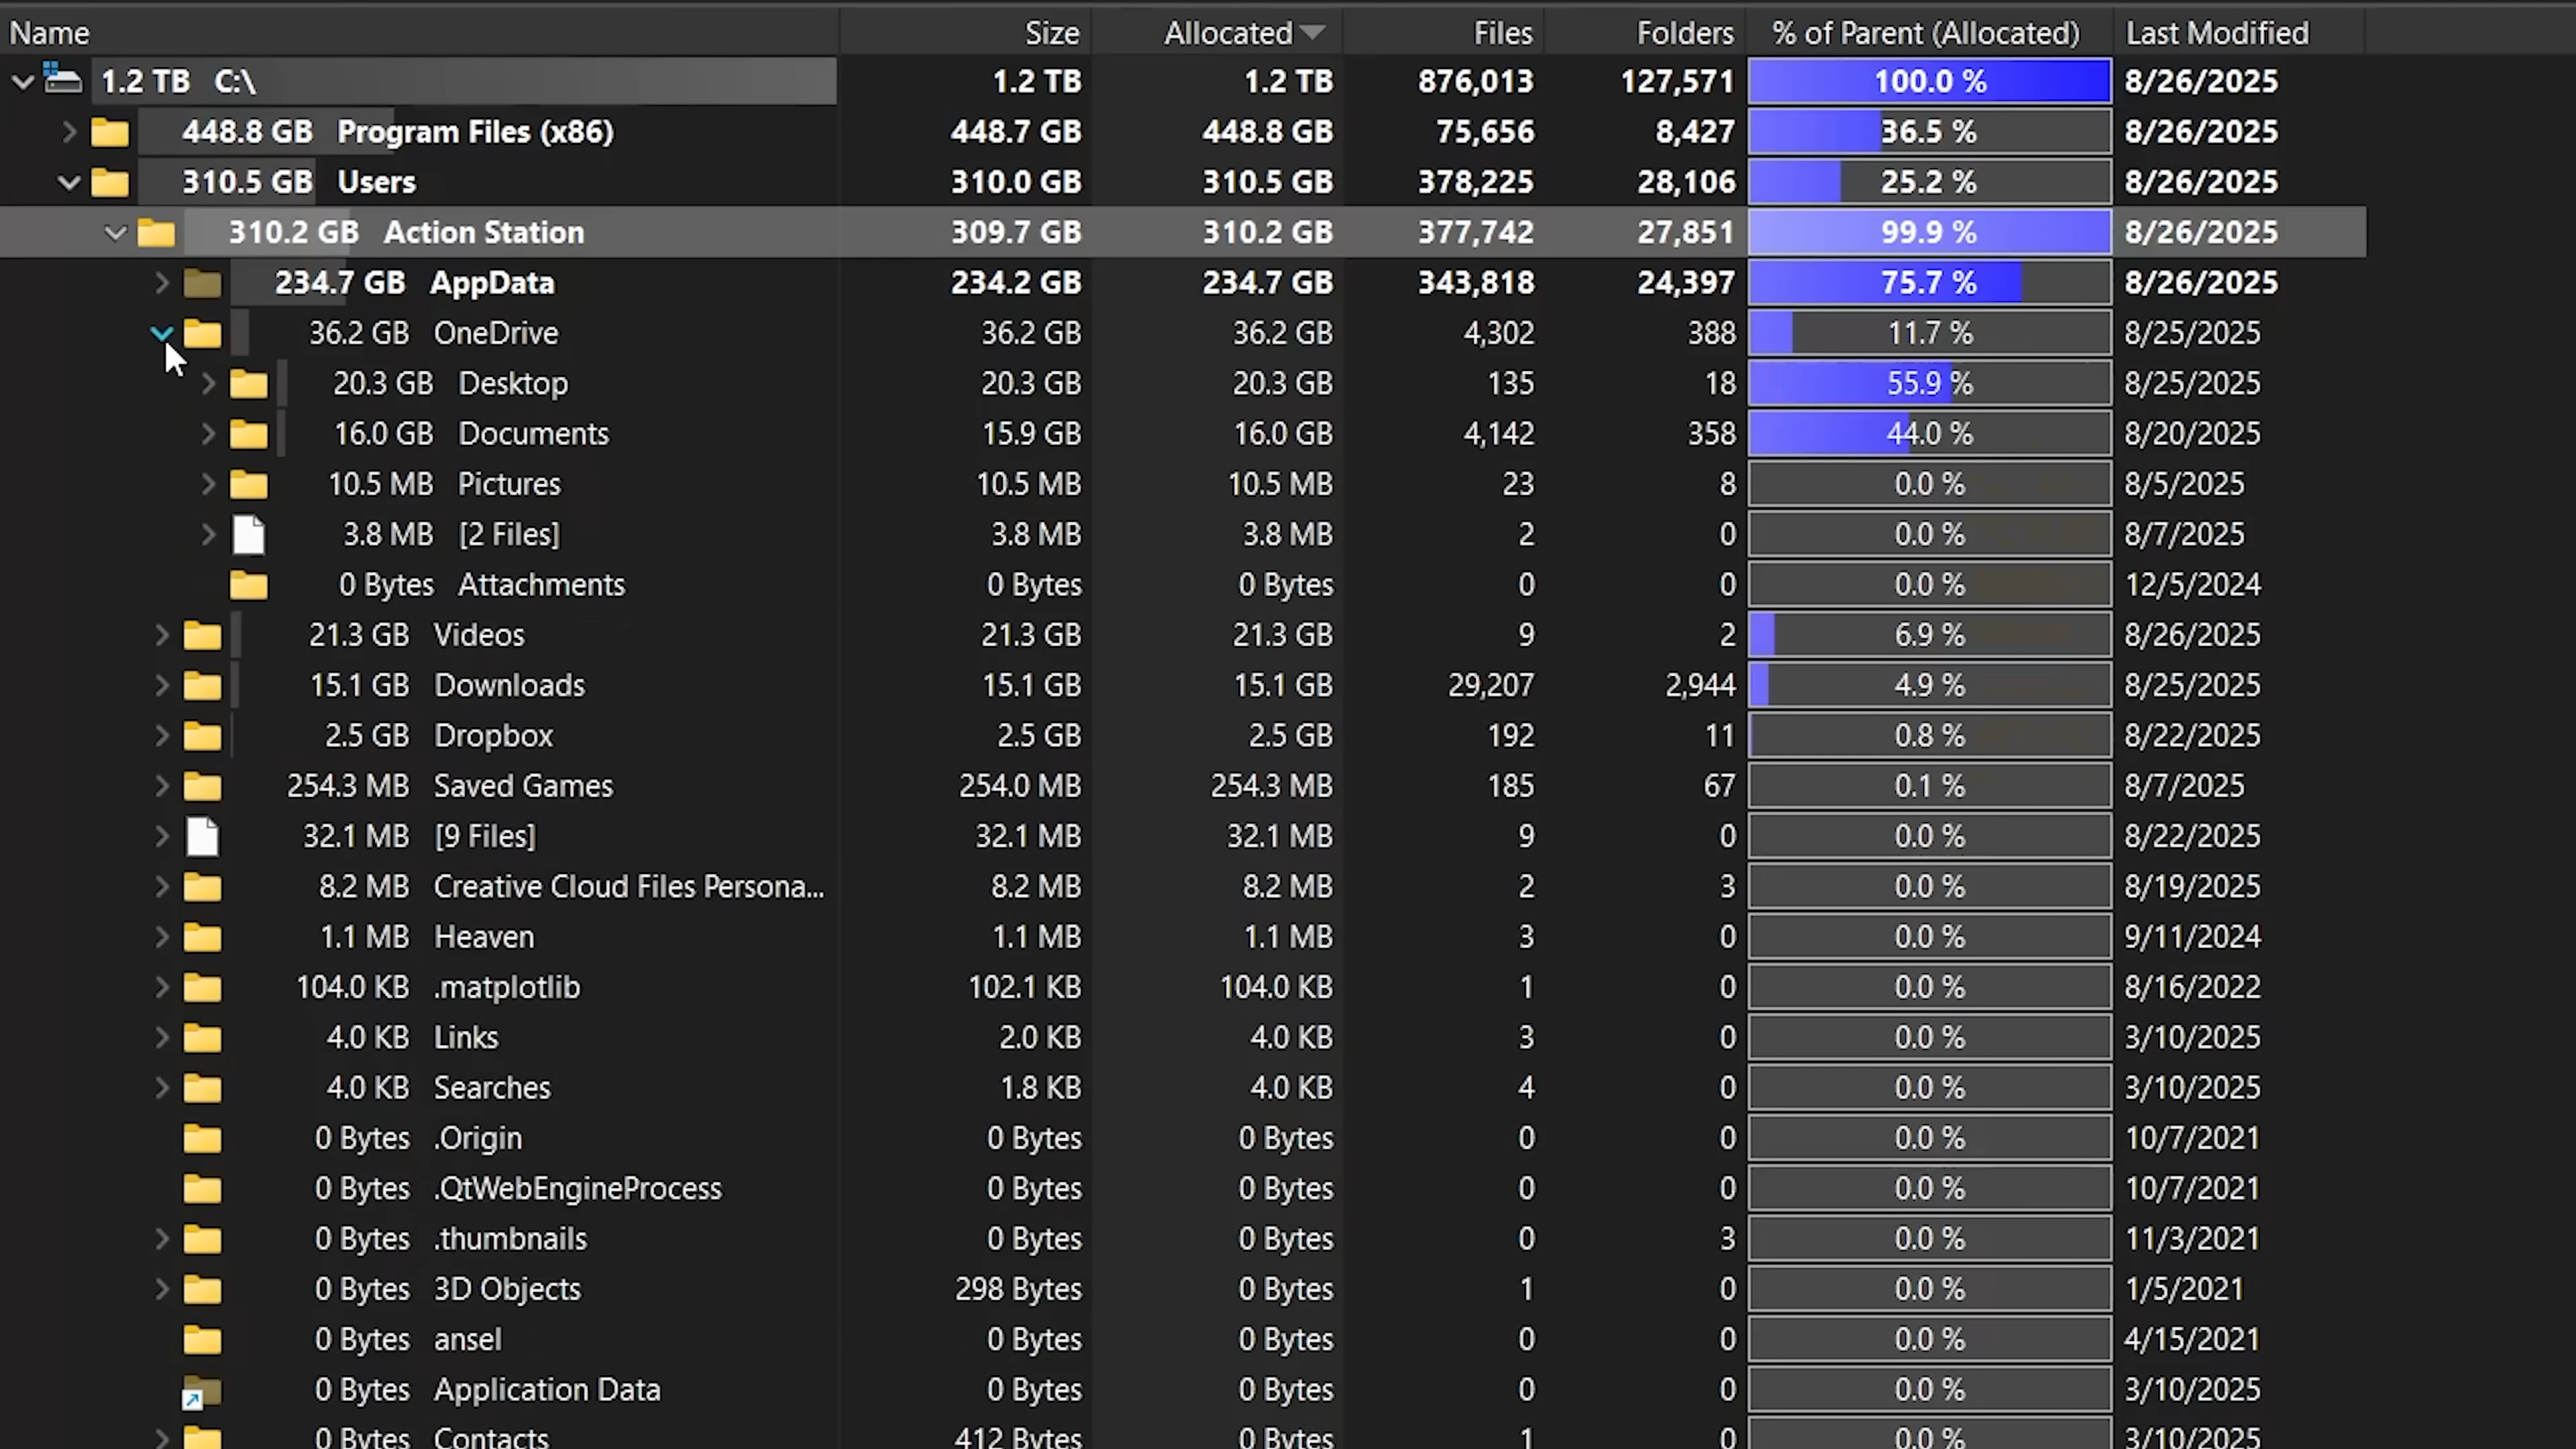 Name Size Allocated Files Folders % of Parent (Allocated) Last Modified
1.2 TB C:\ 1.2 TB 1.2 TB 876,013 127,571 100.0 % 8/26/2025
448.8 GB Program Files (x86) 448.7 GB 448.8 GB 75,656 8,427 36.5 % 8/26/2025
310.5 GB Users 310.0 GB 310.5 GB 378,225 28,106 25.2 % 8/26/2025
310.2 GB Action Station 309.7 GB 310.2 GB 377,742 27,851 99.9 % 8/26/2025
234.7 GB AppData 234.2 GB 234.7 GB 343,818 24,397 75.7 % 8/26/2025
36.2 GB OneDrive 36.2 GB 36.2 GB 4,302 388 11.7 % 8/25/2025
20.3 GB Desktop 20.3 GB 20.3 GB 135 18 55.9 % 8/25/2025
16.0 GB Documents 15.9 GB 16.0 GB 4,142 358 44.0 % 8/20/2025
10.5 MB Pictures 10.5 MB 10.5 MB 23 8 0.0 % 8/5/2025
3.8 MB [2 Files] 3.8 MB 3.8 MB 2 0 0.0 % 8/7/2025
0 Bytes Attachments 0 Bytes 0 Bytes 0 0 0.0 % 12/5/2024
21.3 GB Videos 21.3 GB 21.3 GB 9 2 6.9 % 8/26/2025
15.1 GB Downloads 15.1 GB 15.1 GB 29,207 2,944 4.9 % 8/25/2025
2.5 GB Dropbox 2.5 GB 2.5 GB 192 11 0.8 % 8/22/2025
254.3 MB Saved Games 254.0 MB 254.3 MB 185 67 0.1 % 8/7/2025
32.1 MB [9 Files] 32.1 MB 32.1 MB 9 0 0.0 % 8/22/2025
8.2 MB Creative Cloud Files Persona... 8.2 MB 8.2 MB 2 3 0.0 % 8/19/2025
1.1 MB Heaven 1.1 MB 1.1 MB 3 0 0.0 % 9/11/2024
104.0 KB .matplotlib 102.1 KB 104.0 KB 1 0 0.0 % 8/16/2022
4.0 KB Links 2.0 KB 4.0 KB 3 0 0.0 % 3/10/2025
4.0 KB Searches 1.8 KB 4.0 KB 4 0 0.0 % 3/10/2025
0 Bytes .Origin 0 Bytes 0 Bytes 0 0 0.0 % 10/7/2021
0 Bytes .QtWebEngineProcess 0 Bytes 0 Bytes 0 0 0.0 % 10/7/2021
0 Bytes .thumbnails 0 Bytes 0 Bytes 0 3 0.0 % 11/3/2021
0 Bytes 3D Objects 298 Bytes 0 Bytes 1 0 0.0 % 1/5/2021
0 Bytes ansel 0 Bytes 0 Bytes 0 0 0.0 % 4/15/2021
0 Bytes Application Data 0 Bytes 0 Bytes 0 0 0.0 % 3/10/2025
0 Bytes Contacts 412 Bytes 0 Bytes 1 0 0.0 % 3/10/2025